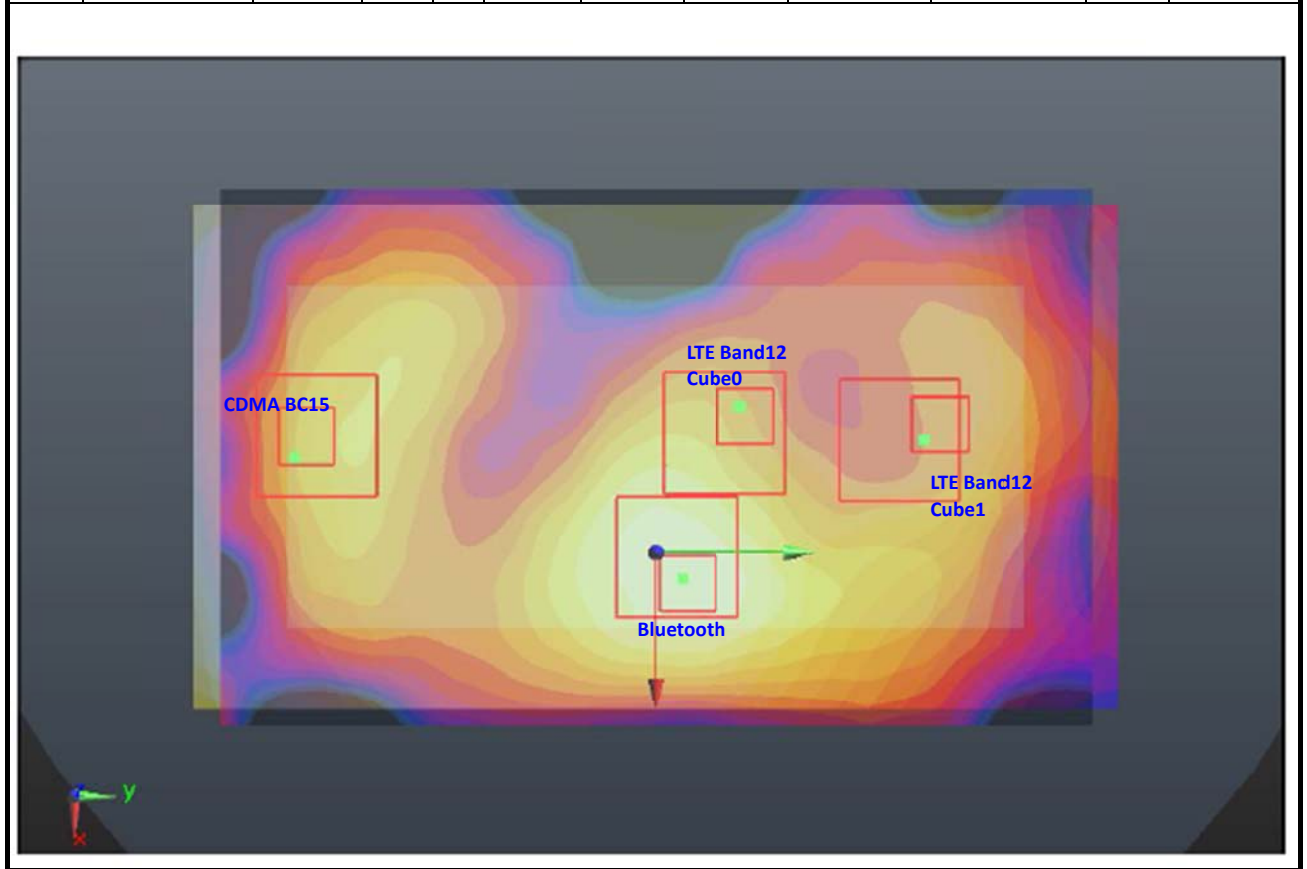 LTE Band12
Cube0
CDMA BC15
LTE Band12
Cube1
Bluetooth
y
x